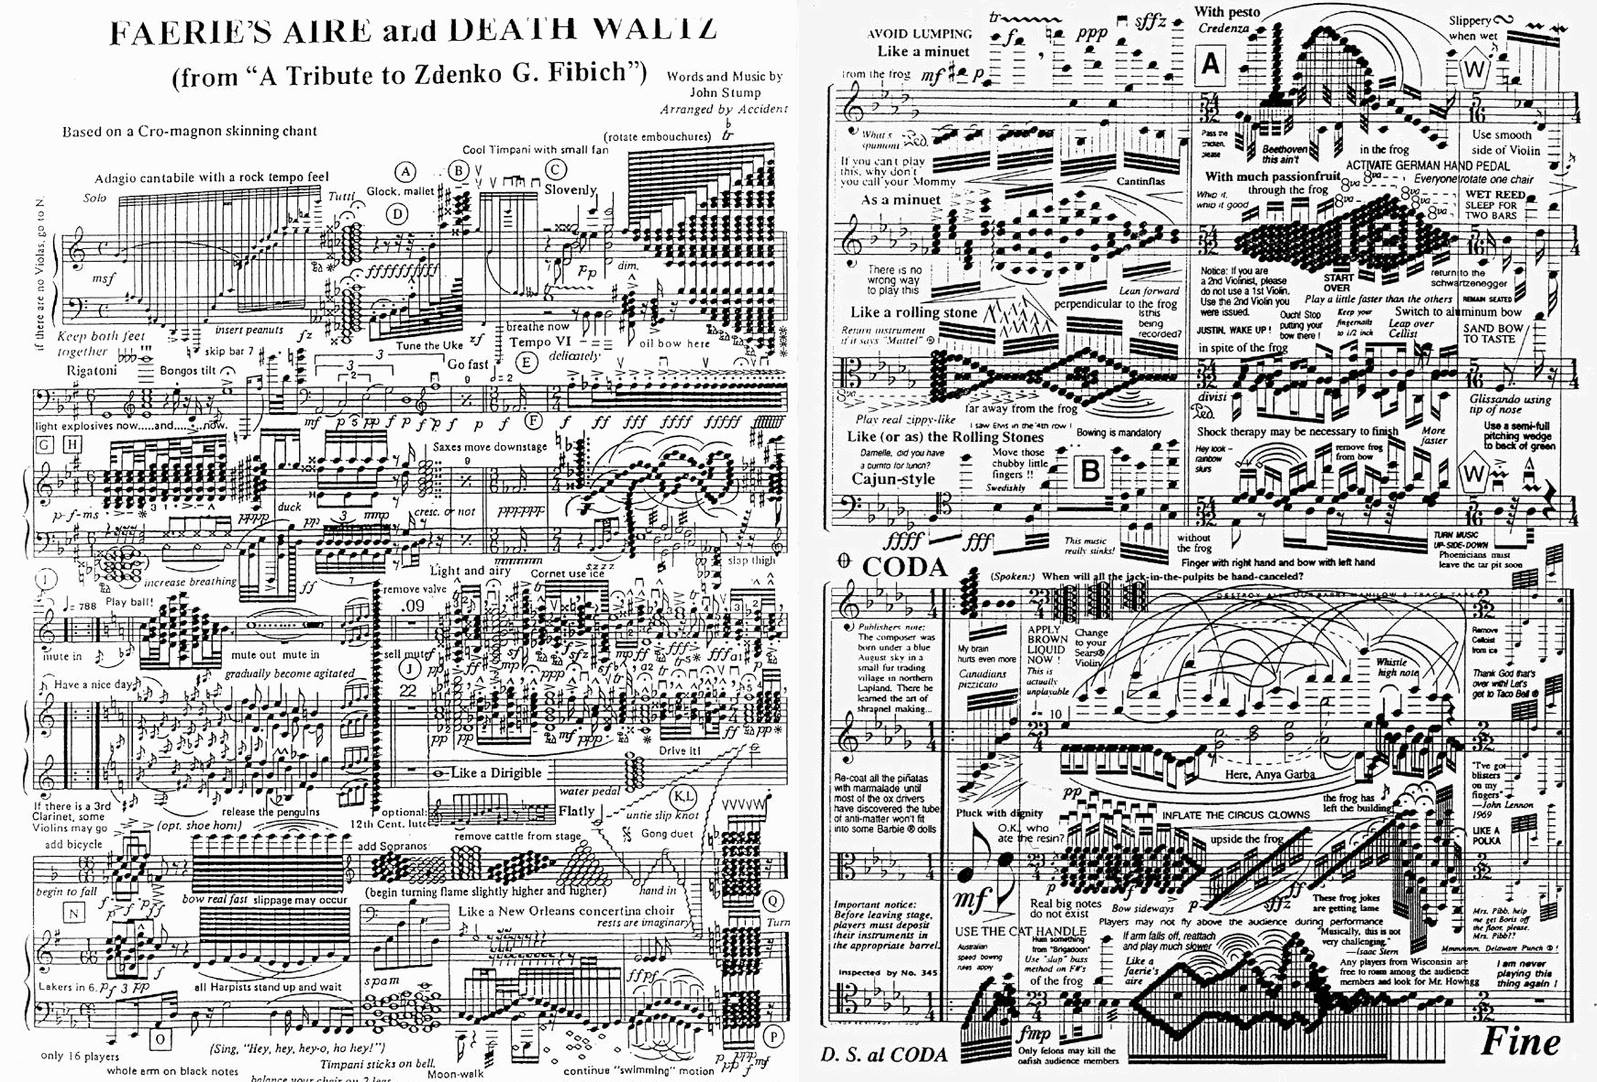 FAERIE'S AIRE and DEATH WALTZ
(from "A Tribute to Zdenko G. Fibich")
Words and Music by
John Stump
Arranged by Accident
Based on a Cro-magnon skinning chant
(rotate embouchures)
Cool Timpani with small fan
Adagio cantabile with a rock tempo feel
Solo
Tutti
A
Glock. mallet
B
C
Slovenly
D
If there are no Violas, go to N.
msf
ffffffffff
pp
dim.
Keep both feet
together
insert peanuts
skip bar 7
fz
Tune the Uke
zf
breathe now
Tempo VI
delicately
oil bow here
Rigatoni
Bongos tilt
Go fast
E
light explosives now.....and........now.
F
G
H
Saxes move downstage
p-f-ms
duck
cresc. or not
increase breathing
ff
slap thigh
I
= 788
Play ball!
Light and airy
Cornet use ice
remove valve
.09
mute in
mute out mute in
sell mute
gradually become agitated
J
22
Have a nice day
Drive it!
Like a Dirigible
water pedal
K,L
If there is a 3rd
Clarinet, some
Violins may go
release the penguins
optional:
12th Cent. lute
Flatly
untie slip knot
add bicycle
(opt. shoe horn)
add Sopranos
remove cattle from stage
Gong duet
begin to fall
bow real fast slippage may occur
(begin turning flame slightly higher and higher)
hand in
N
Like a New Orleans concertina choir
rests are imaginary
Q
Turn
Lakers in 6.
all Harpists stand up and wait
spam
ffpf
O
(Sing, "Hey, hey, hey-o, ho hey!")
P
only 16 players
whole arm on black notes
Timpani sticks on bell,
balance your chair on 2 legs
Moon-walk
continue "swimming" motion
AVOID LUMPING
Like a minuet
from the frog
mf
p
tr
f
ppp
sffz
With pesto
Credenza
A
Slippery
when wet
W
54
32
5
16
What's
spumoni
Ped.
Pass the
chicken,
please
Beethoven
this ain't
in the frog
Use smooth
side of Violin
If you can't play
this, why don't
you call your Mommy
Cantinflas
ACTIVATE GERMAN HAND PEDAL
With much passionfruit
Everyone rotate one chair
As a minuet
Whip it,
whip it good
through the frog
8va
WET REED
SLEEP FOR
TWO BARS
There is no
wrong way
to play this
Lean forward
START
OVER
return to the
schwartzenegger
Notice: If you are
a 2nd Violinist, please
do not use a 1st Violin.
Use the 2nd Violin you
were issued.
Play a little faster than the others
REMAIN SEATED
Like a rolling stone
perpendicular to the frog
Is this
being
recorded?
Return instrument
if it says "Mattel" ®
JUSTIN, WAKE UP!
Ouch! Stop
putting your
bow there!
Keep your
fingernails
to 1/2 inch
Leap over
Cellist
Switch to aluminum bow
SAND BOW
TO TASTE
in spite of the frog
divisi
Ped.
Play real zippy-like
far away from the frog
I saw Elvis in the 4th row!
Glissando using
tip of nose
Like (or as) the Rolling Stones
Bowing is mandatory
Shock therapy may be necessary to finish
More
faster
Use a semi-full
pitching wedge
to back of green
Danielle, did you have
a burrito for lunch?
Move those
chubby little
fingers !!
B
Hey look -
rainbow
slurs
remove frog
from bow
W
Cajun-style
Swedishly
ffff
fff
This music
really stinks!
without
the frog
Finger with right hand and bow with left hand
TURN MUSIC
UP-SIDE-DOWN
Phoenicians must
leave the tar pit soon
CODA
(Spoken:) When will all the jack-in-the-pulpits be hand-canceled?
Publishers note:
The composer was
born under a blue
August sky in a
small fur trading
village in northern
Lapland. There he
learned the art of
shrapnel making...
My brain
hurts even more
Canadians
pizzicato
APPLY
BROWN
LIQUID
NOW !
This is
actually
unplayable
Change
to your
Sears®
Violin
Whistle
high note
Remove
Cellist
from ice
Thank God that's
over with! Let's
get to Taco Bell ®
= 10
Here, Anya Garba
Re-coat all the piñatas
with marmalade until
most of the ox drivers
have discovered the tube
of anti-matter won't fit
into some Barbie ® dolls
"I've got
blisters
on my
fingers"
—John Lennon
1969
Pluck with dignity
pp
the frog has
left the building
INFLATE THE CIRCUS CLOWNS
O.K., who
ate the resin?
upside the frog
LIKE A
POLKA
mf
Real big notes
do not exist
Bow sideways
ffz
These frog jokes
are getting lame
Important notice:
Before leaving stage,
players must deposit
their instruments in
the appropriate barrel.
Players may not fly above the audience during performance
"Musically, this is not
very challenging."
—Isaac Stern
Mrs. Pibb, help
me get Boris off
the floor, please.
Mrs. Pibb!?
USE THE CAT HANDLE
Australian
speed bowing
rules apply
Hum something
from "Brigadoon"
Use "slap" bass
method on F#'s
of the frog
If arm falls off, reattach
and play much slower
Like a
faerie's
aire
Mmmmmm. Delaware Punch ®!
Inspected by No. 345
Any players from Wisconsin are
free to roam among the audience
members and look for Mr. Howngg
I am never
playing this
thing again !
D. S. al CODA
fmp
Only felons may kill the
oafish audience members
Fine